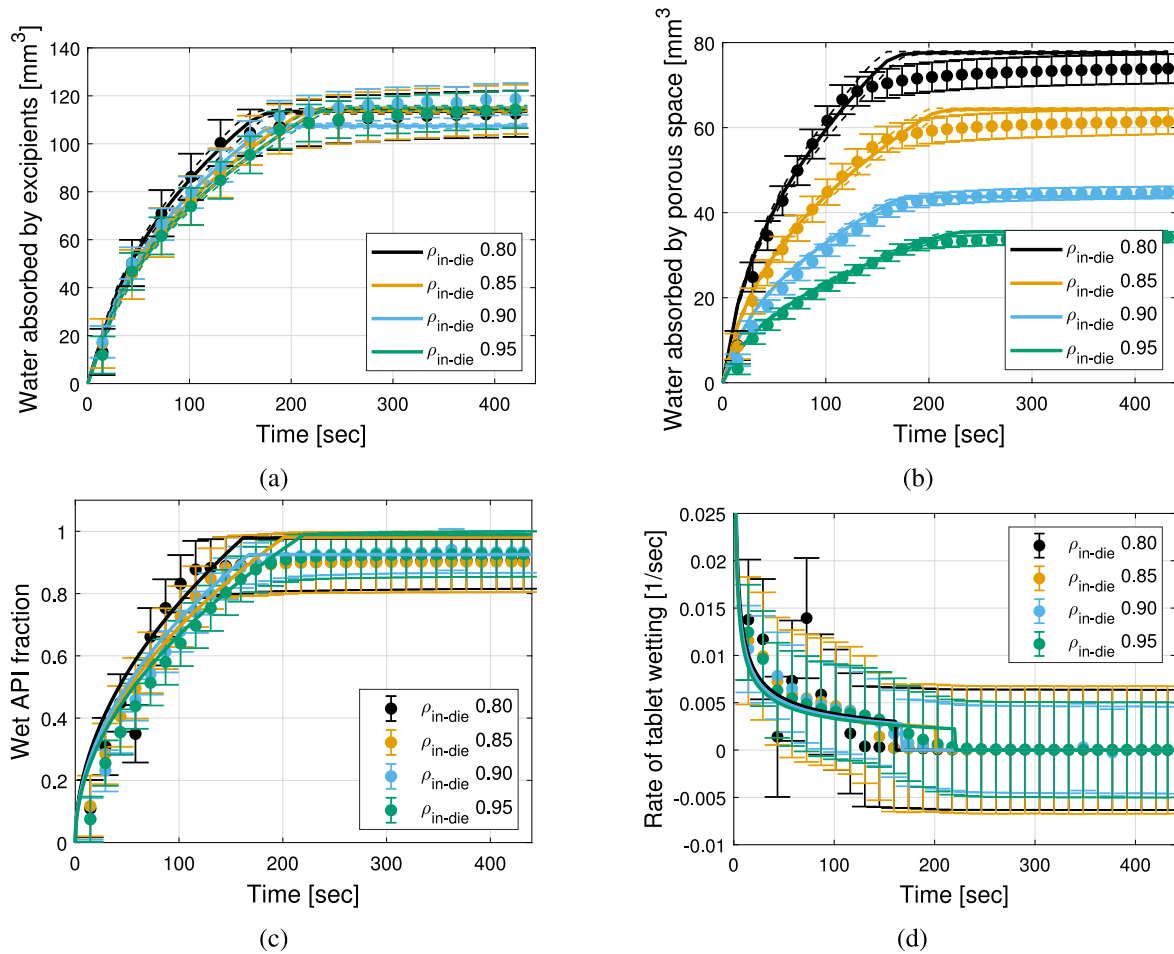 Water absorbed by excipients [mm³]
140
120
100
80
60
40
20
0
ρin-die 0.80
ρin-die 0.85
ρin-die 0.90
ρin-die 0.95
0 100 200 300 400
Time [sec]
(a)
Water absorbed by porous space [mm³]
80
60
40
20
0
ρin-die 0.80
ρin-die 0.85
ρin-die 0.90
ρin-die 0.95
0 100 200 300 400
Time [sec]
(b)
Wet API fraction
1
0.8
0.6
0.4
0.2
0
ρin-die 0.80
ρin-die 0.85
ρin-die 0.90
ρin-die 0.95
0 100 200 300 400
Time [sec]
(c)
Rate of tablet wetting [1/sec]
0.025
0.02
0.015
0.01
0.005
0
-0.005
-0.01
ρin-die 0.80
ρin-die 0.85
ρin-die 0.90
ρin-die 0.95
0 100 200 300 400
Time [sec]
(d)